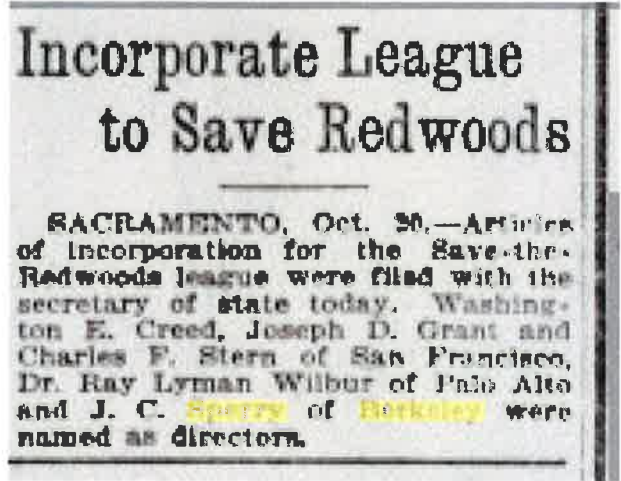 Incorporate League
to Save Redwoods
SACRAMENTO, Oct. 20.—Articles
of incorporation for the Save-the-
Redwoods league were filed with the
secretary of state today. Washing-
ton E. Creed, Joseph D. Grant and
Charles F. Stern of San Francisco,
Dr. Ray Lyman Wilbur of Palo Alto
and J. C. Sperry of Berkeley were
named as directors.